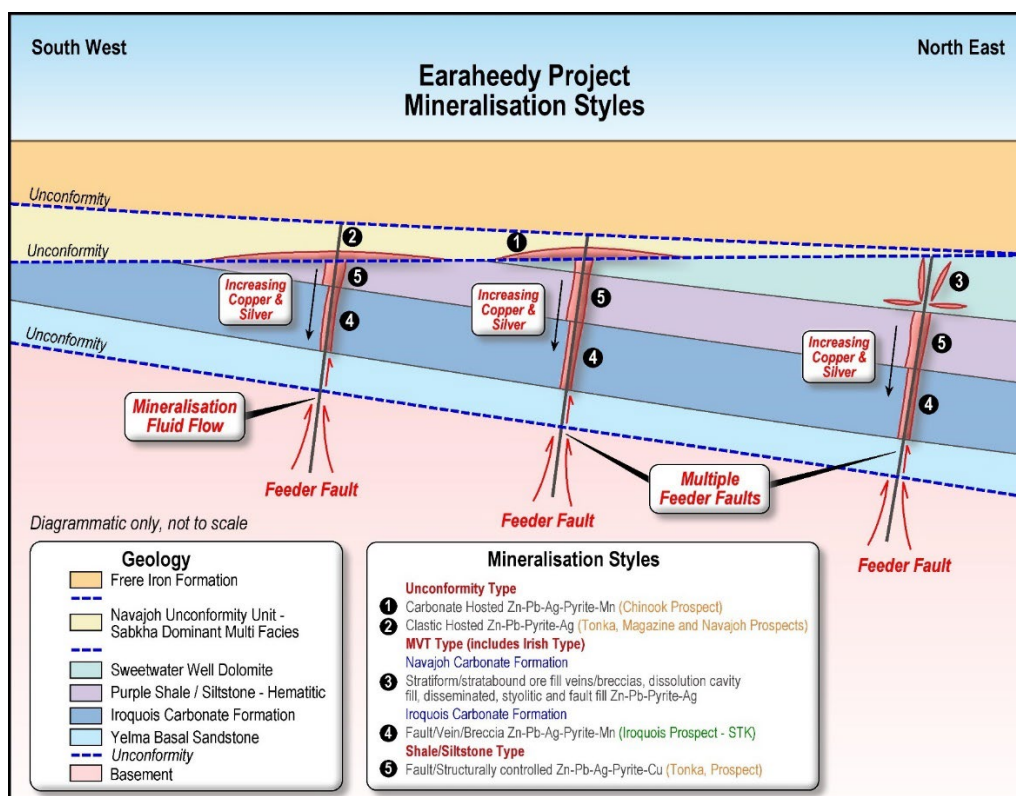 South West
North East
Earaheedy Project
Mineralisation Styles
Unconformity
Unconformity
Unconformity
2
1
3
5
5
5
4
4
4
Increasing
Copper &
Silver
Increasing
Copper &
Silver
Increasing
Copper &
Silver
Mineralisation
Fluid Flow
Multiple
Feeder Faults
Feeder Fault
Feeder Fault
Feeder Fault
Diagrammatic only, not to scale
Geology
Frere Iron Formation
Navajoh Unconformity Unit -
Sabkha Dominant Multi Facies
Sweetwater Well Dolomite
Purple Shale / Siltstone - Hematitic
Iroquois Carbonate Formation
Yelma Basal Sandstone
Unconformity
Basement
Mineralisation Styles
Unconformity Type
1 Carbonate Hosted Zn-Pb-Ag-Pyrite-Mn (Chinook Prospect)
2 Clastic Hosted Zn-Pb-Pyrite-Ag (Tonka, Magazine and Navajoh Prospects)
MVT Type (includes Irish Type)
Navajoh Carbonate Formation
3 Stratiform/stratabound ore fill veins/breccias, dissolution cavity
fill, disseminated, styolitic and fault fill Zn-Pb-Pyrite-Ag
Iroquois Carbonate Formation
4 Fault/Vein/Breccia Zn-Pb-Ag-Pyrite-Mn (Iroquois Prospect - STK)
Shale/Siltstone Type
5 Fault/Structurally controlled Zn-Pb-Ag-Pyrite-Cu (Tonka, Prospect)